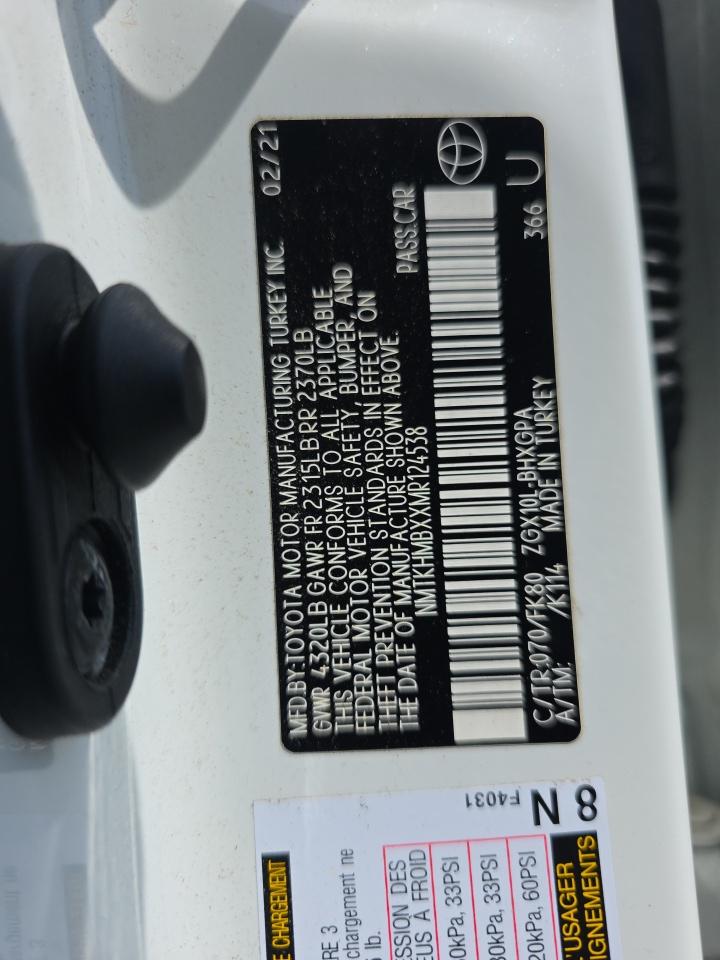 MFD.BY:TOYOTA MOTOR MANUFACTURING TURKEY INC. 02/21
GVWR 4320LB GAWR FR 2315LB RR 2370LB
THIS VEHICLE CONFORMS TO ALL APPLICABLE
FEDERAL MOTOR VEHICLE SAFETY, BUMPER, AND
THEFT PREVENTION STANDARDS IN EFFECT ON
THE DATE OF MANUFACTURE SHOWN ABOVE.
NMTKHMBXXMR124538 PASS.CAR
C/TR:070/FK80 ZGX10L-BHXGPA 366 U
A/TM: /K114 MADE IN TURKEY
E CHARGEMENT
RE 3
chargement ne
lb.
ESSION DES
EUS À FROID
0kPa, 33PSI
30kPa, 33PSI
20kPa, 60PSI
'USAGER
IGNEMENTS
F4031
N
8